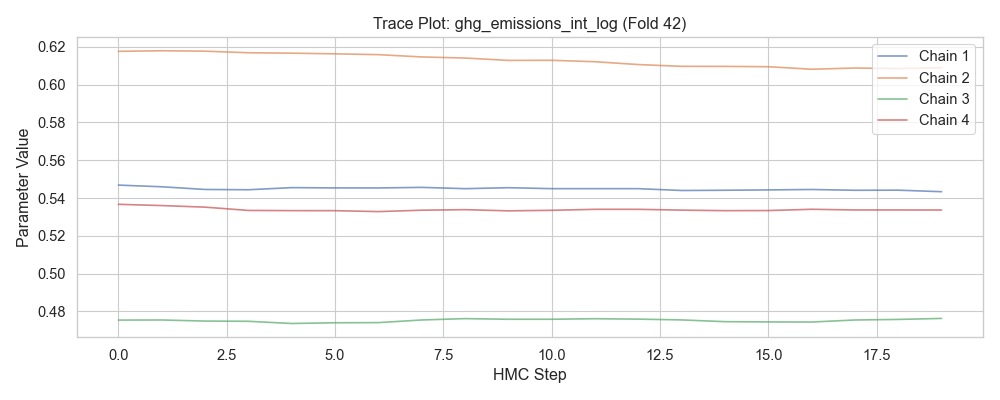 Trace Plot: ghg_emissions_int_log (Fold 42)
Parameter Value
0.62
0.60
0.58
0.56
0.54
0.52
0.50
0.48
Chain 1
Chain 2
Chain 3
Chain 4
0.0 2.5 5.0 7.5 10.0 12.5 15.0 17.5
HMC Step